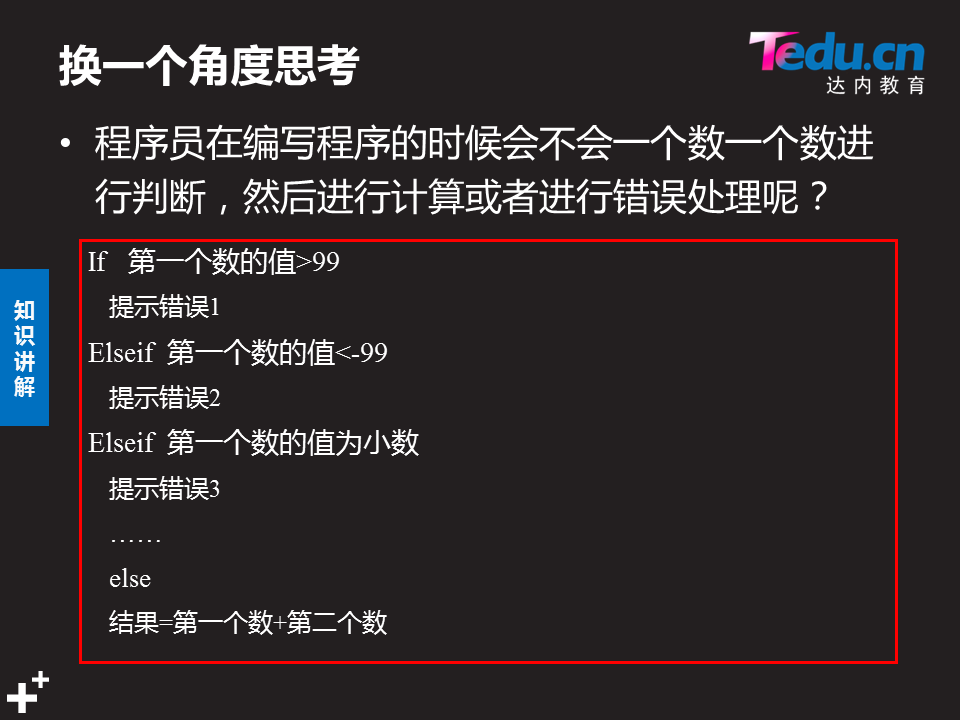 换一个角度思考
Tedu.cn
达内教育
• 程序员在编写程序的时候会不会一个数一个数进
行判断，然后进行计算或者进行错误处理呢？
知
识
讲
解
If 第一个数的值>99
提示错误1
Elseif 第一个数的值<-99
提示错误2
Elseif 第一个数的值为小数
提示错误3
……
else
结果=第一个数+第二个数